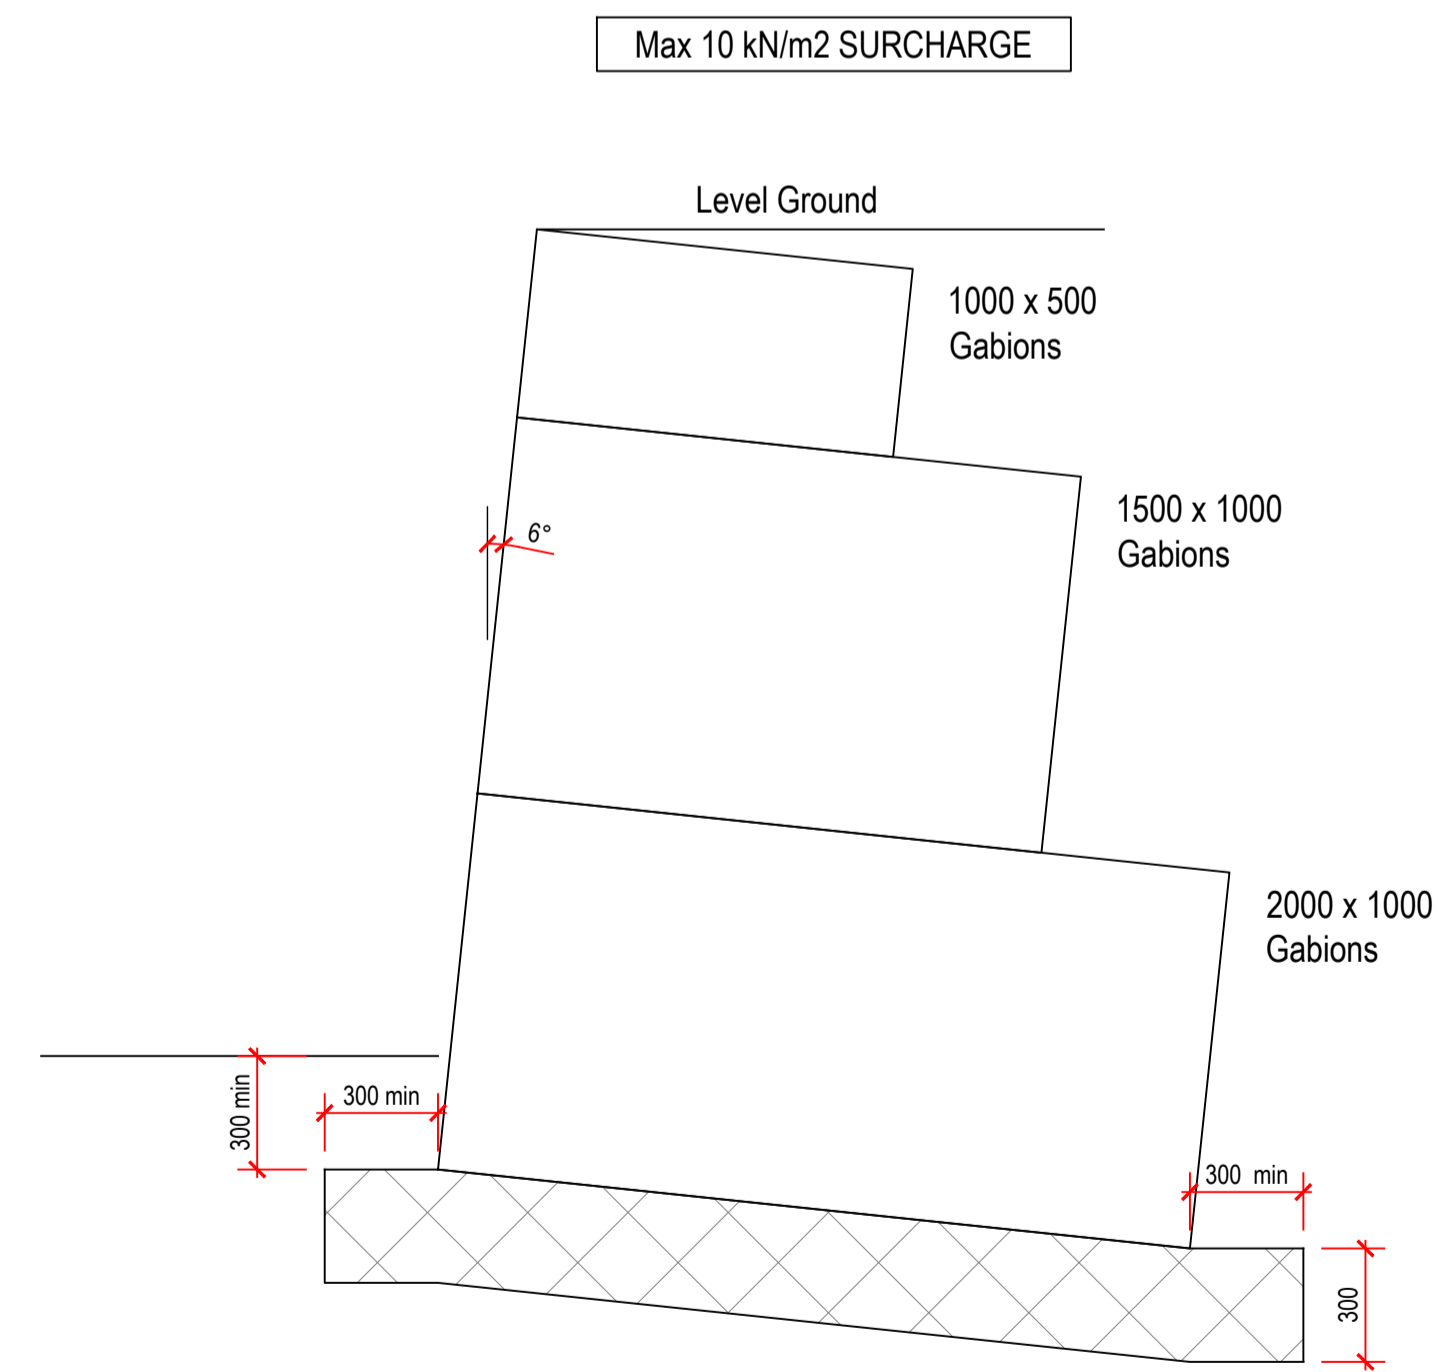 Max 10 kN/m2 SURCHARGE
Level Ground
1000 x 500
Gabions
1500 x 1000
Gabions
6°
2000 x 1000
Gabions
300 min
300 min
300 min
300